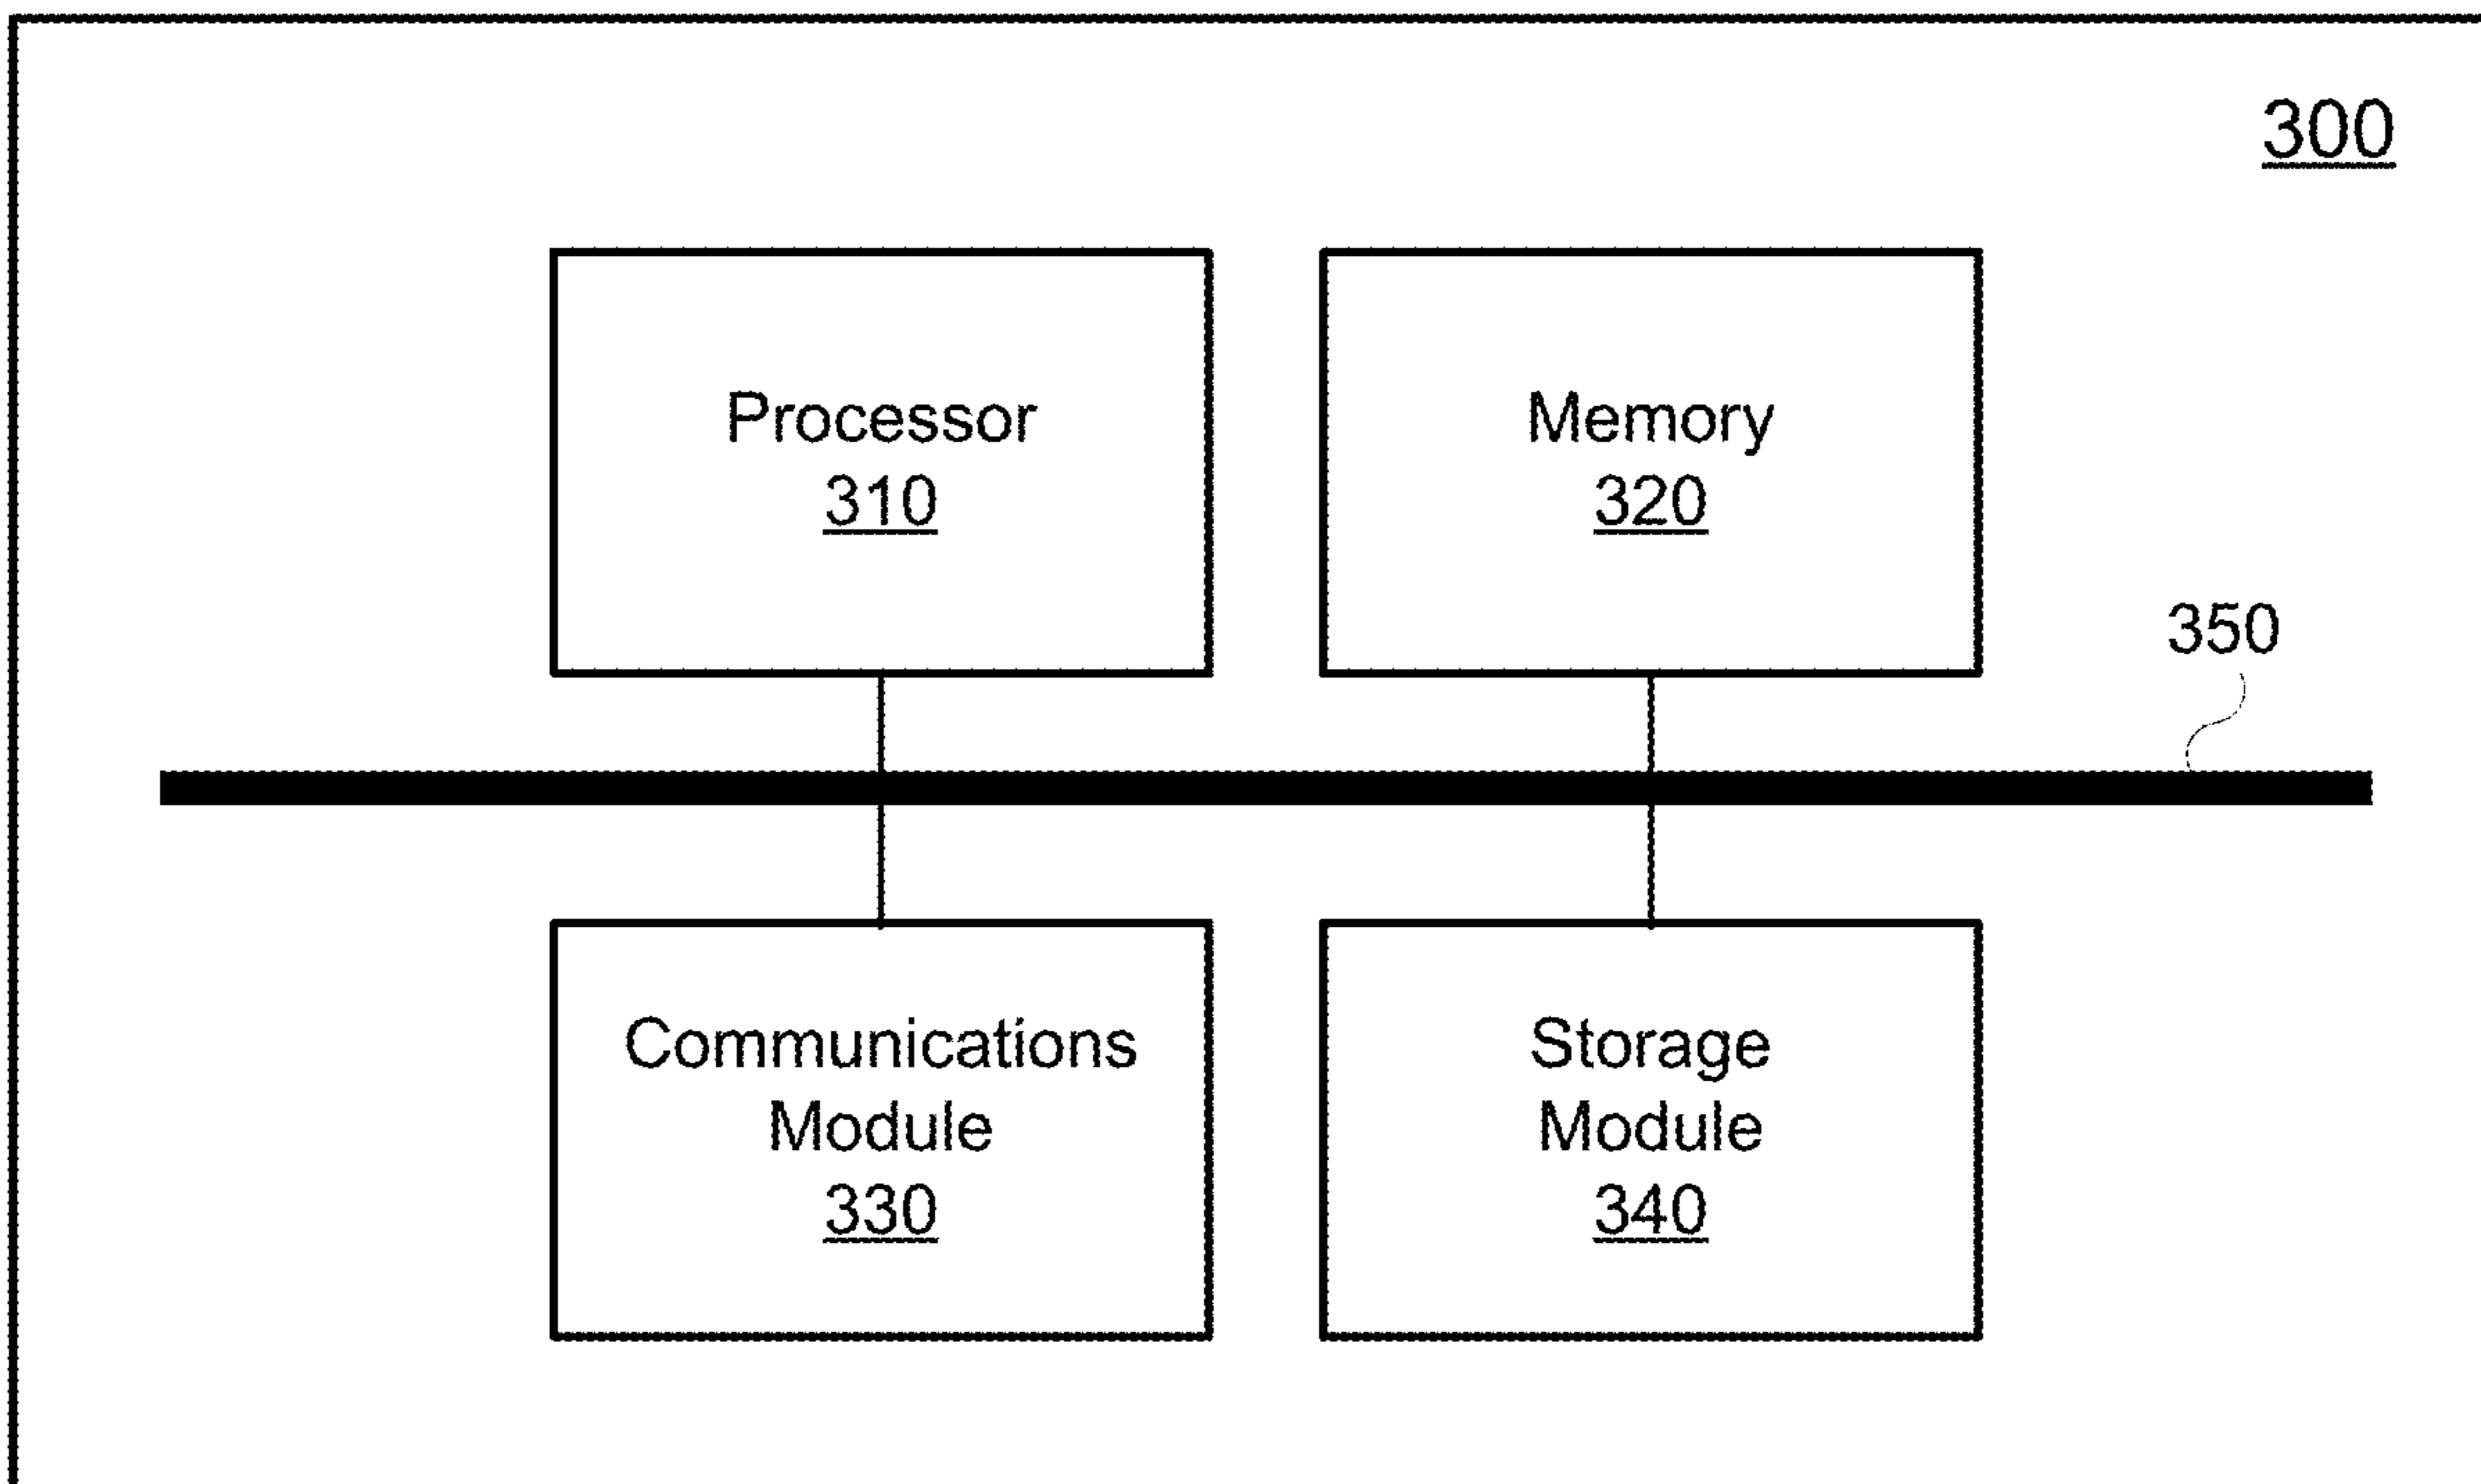 300
Processor
310
Memory
320
350
Communications
Module
330
Storage
Module
340